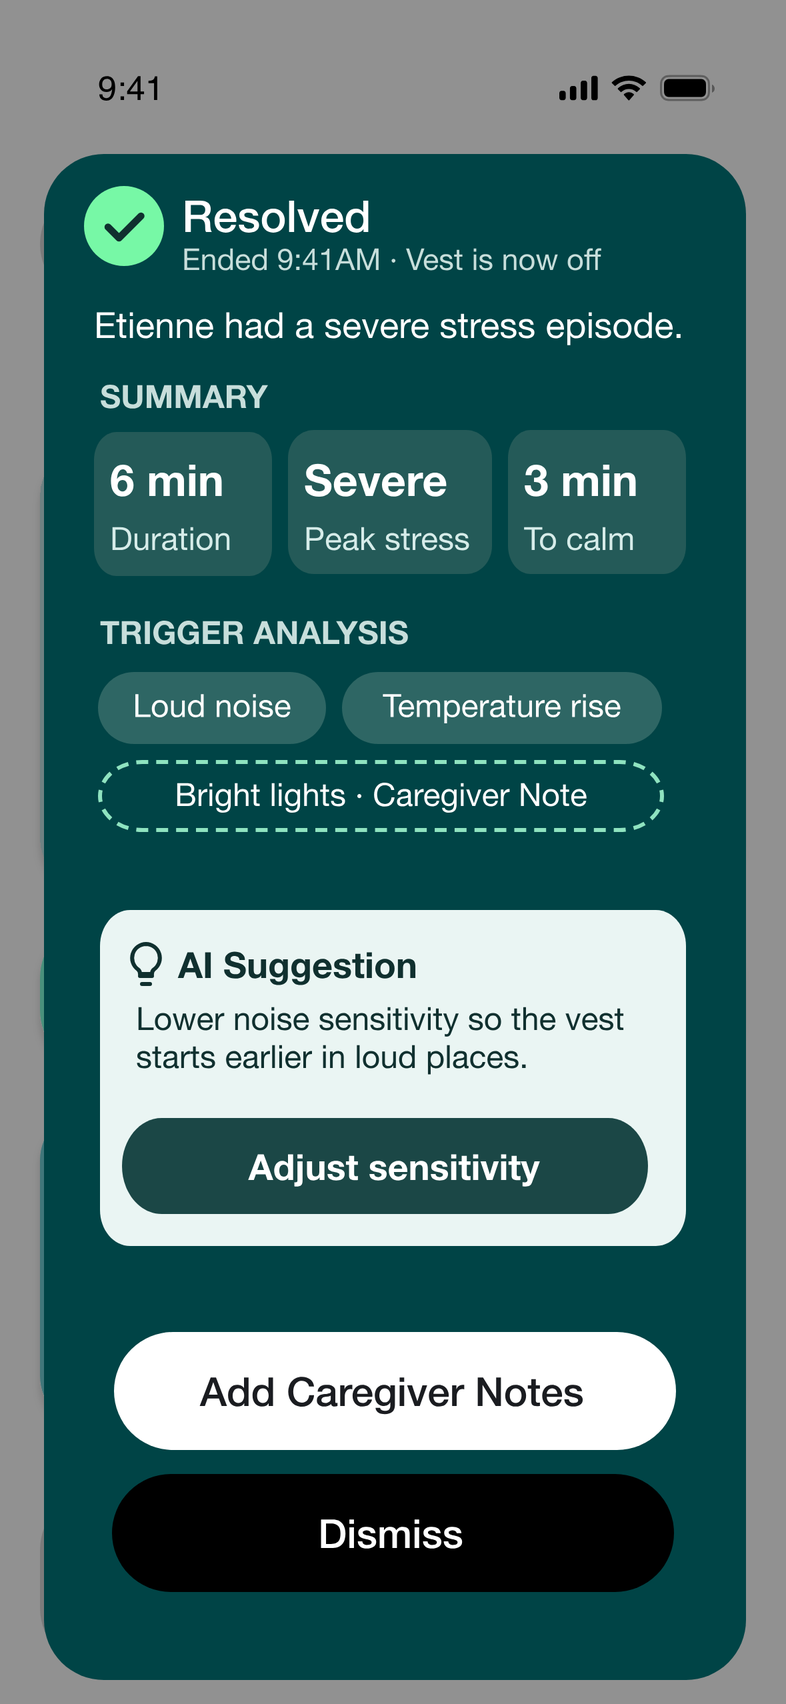 9:41
Resolved
Ended 9:41AM · Vest is now off
Etienne had a severe stress episode.
SUMMARY
6 min
Duration
Severe
Peak stress
3 min
To calm
TRIGGER ANALYSIS
Loud noise
Temperature rise
Bright lights · Caregiver Note
AI Suggestion
Lower noise sensitivity so the vest
starts earlier in loud places.
Adjust sensitivity
Add Caregiver Notes
Dismiss